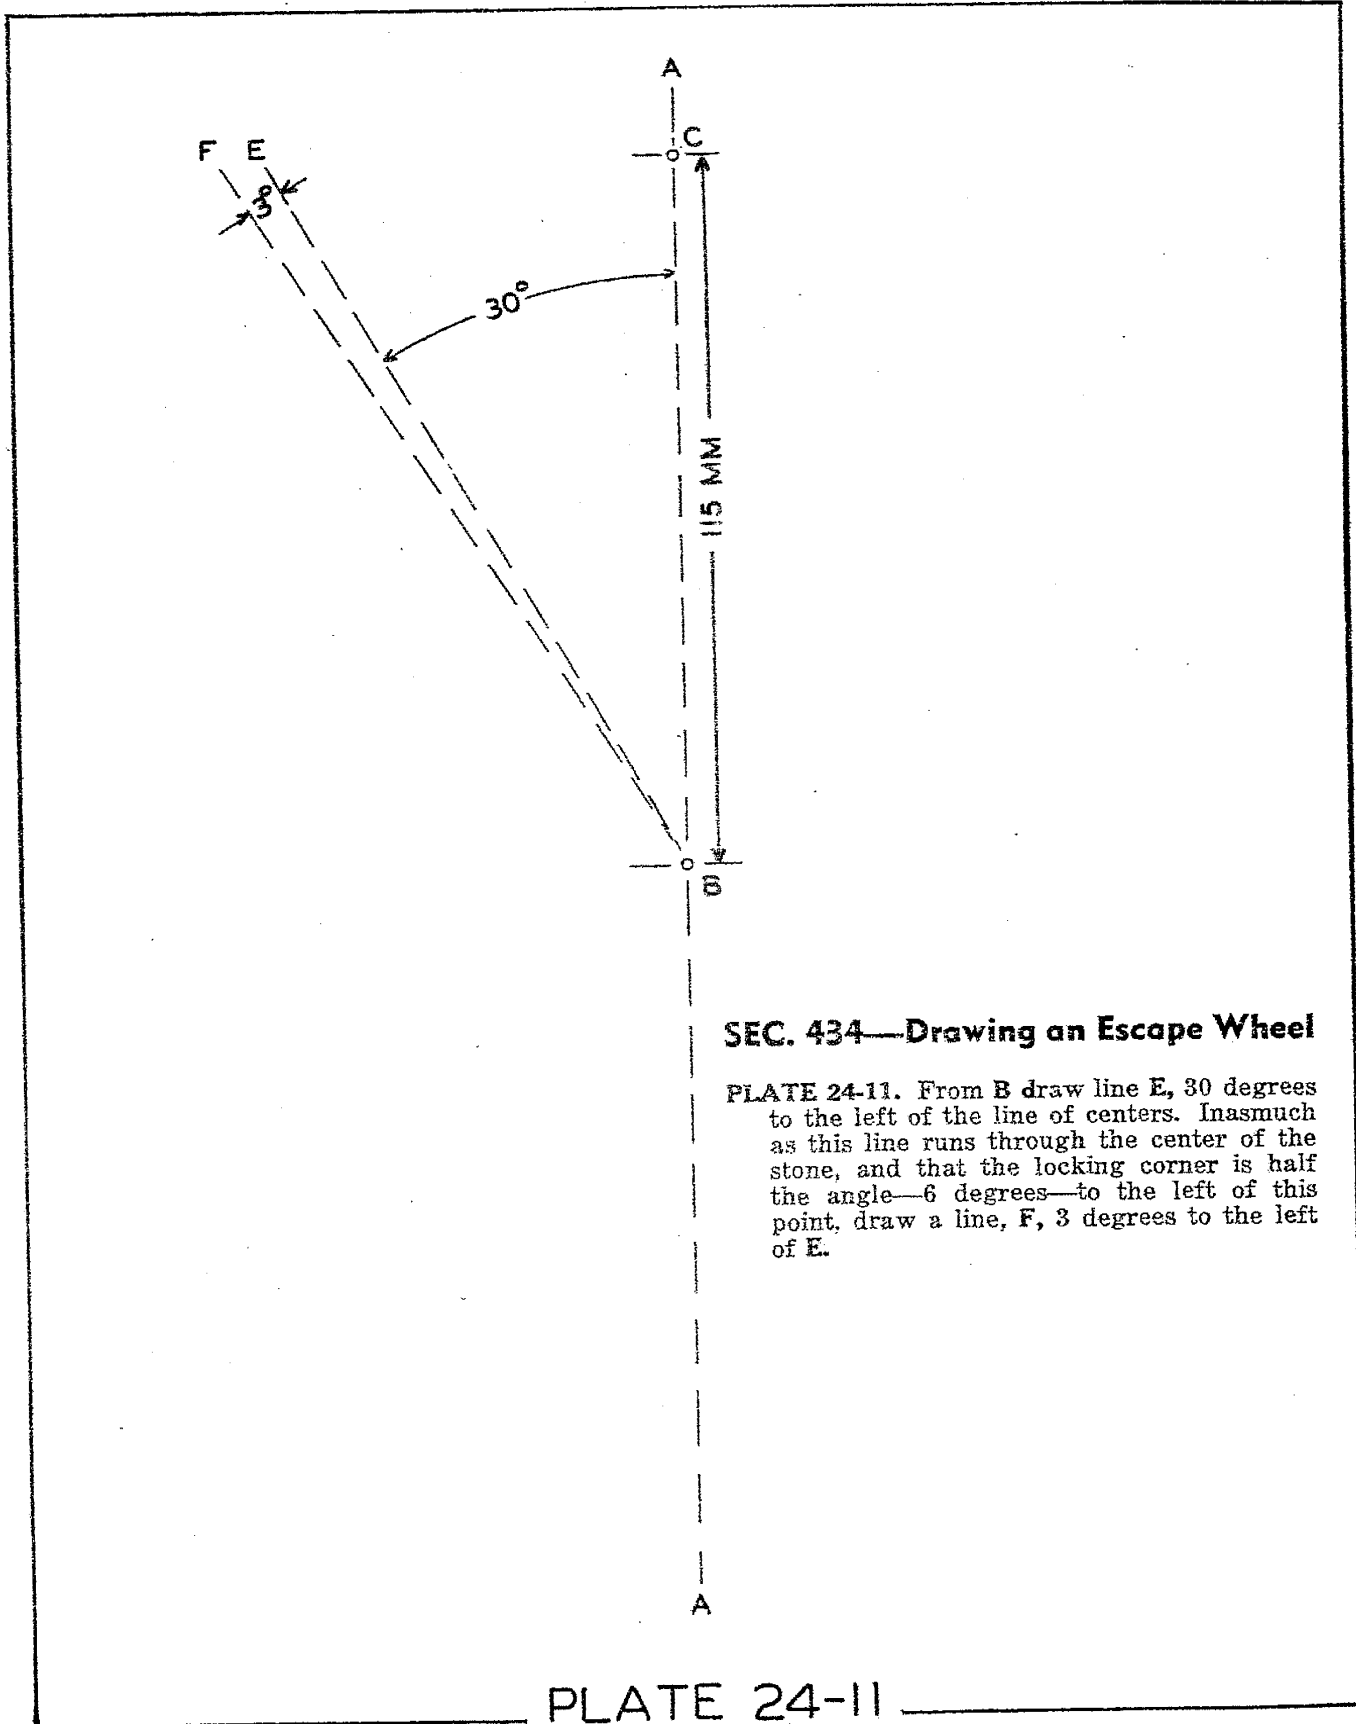 A
C
F E
3°
30°
115 MM
B
SEC. 434—Drawing an Escape Wheel
PLATE 24-11. From B draw line E, 30 degrees
to the left of the line of centers. Inasmuch
as this line runs through the center of the
stone, and that the locking corner is half
the angle—6 degrees—to the left of this
point, draw a line, F, 3 degrees to the left
of E.
A
PLATE 24-11